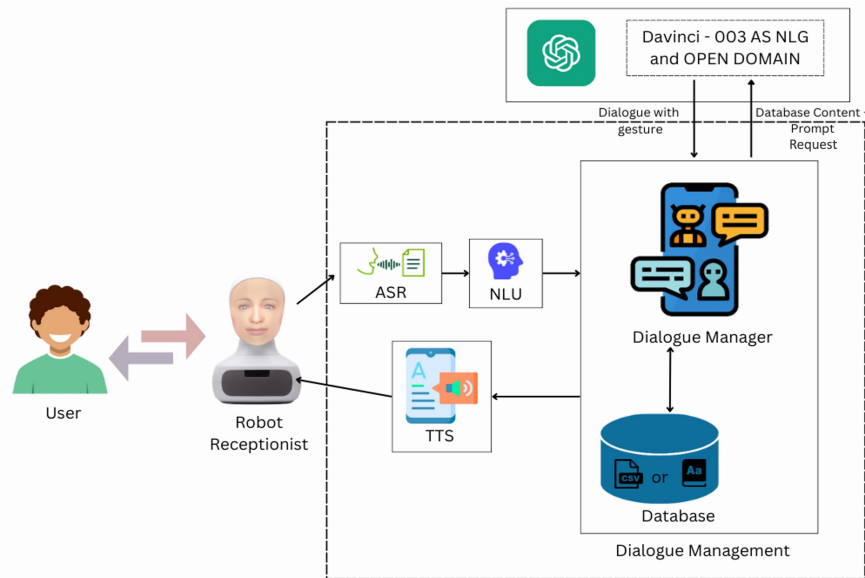 Davinci - 003 AS NLG
and OPEN DOMAIN
Dialogue with
gesture
Database Content -
Prompt
Request
ASR
NLU
Dialogue Manager
User
Robot
Receptionist
A
TTS
CSV
or
Aa
Database
Dialogue Management